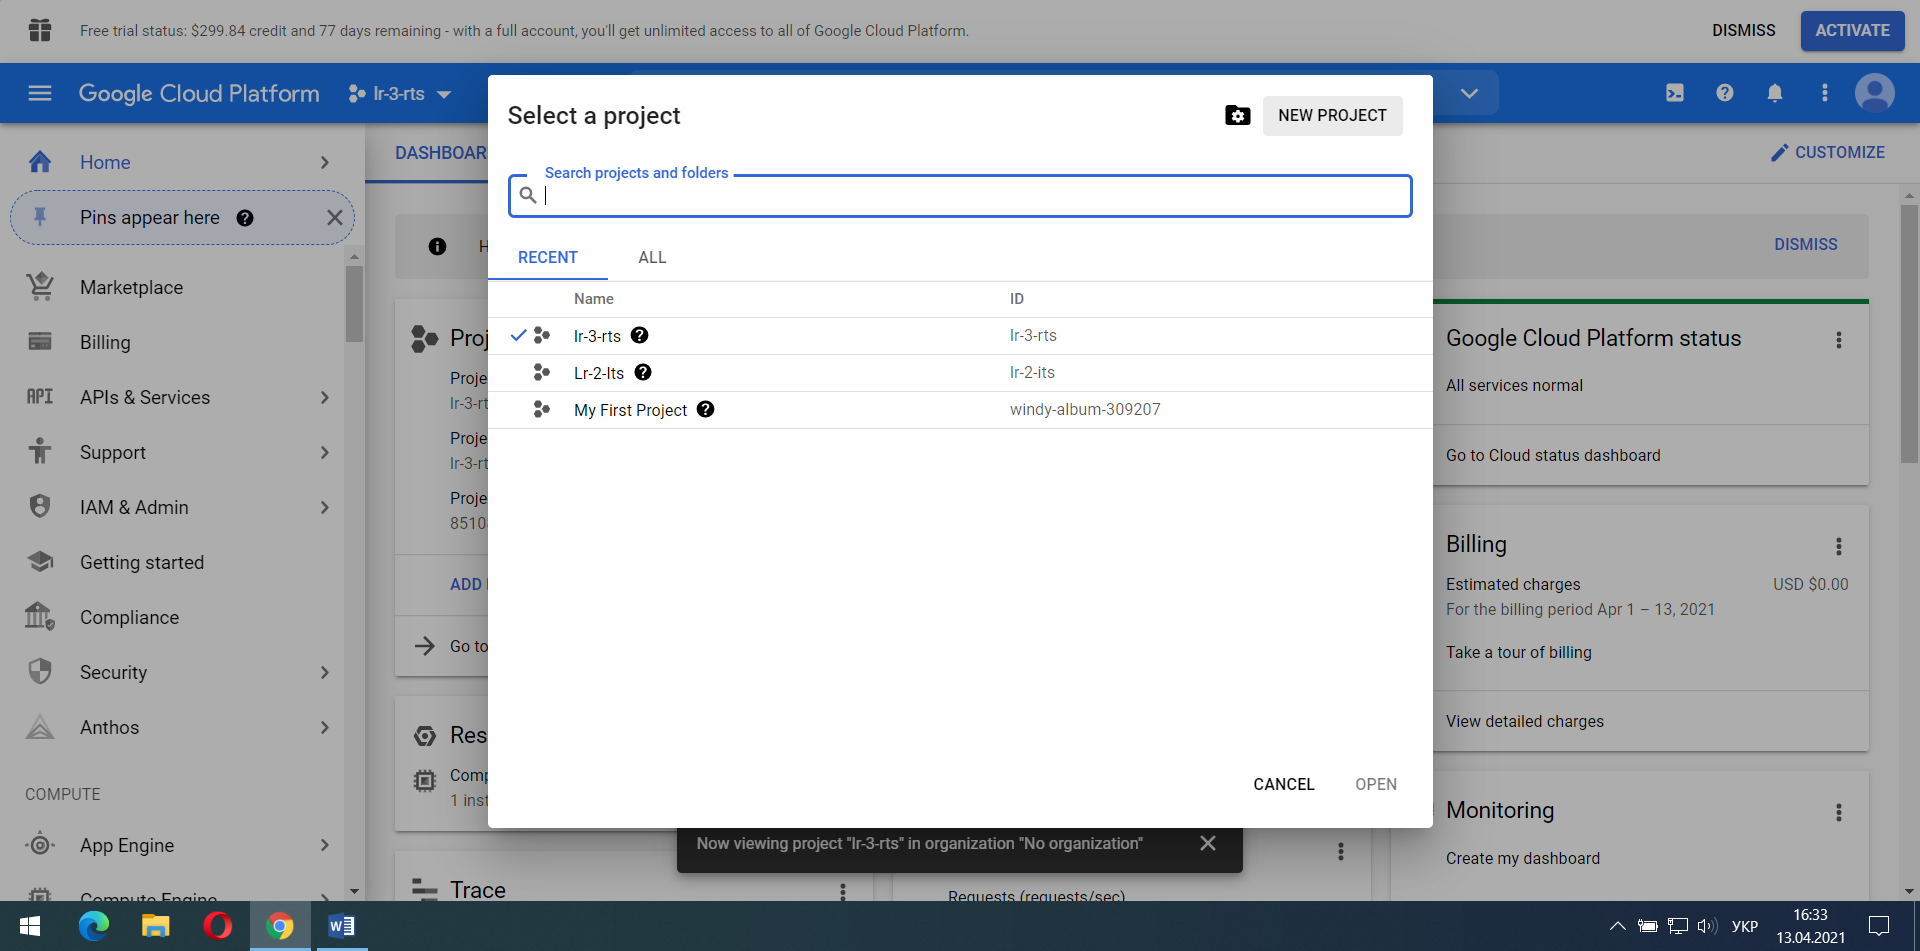 Free trial status: $299.84 credit and 77 days remaining - with a full account, you'll get unlimited access to all of Google Cloud Platform.
DISMISS
ACTIVATE
Google Cloud Platform
lr-3-rts
Select a project
NEW PROJECT
Home
DASHBOAR
CUSTOMIZE
Search projects and folders
Pins appear here
DISMISS
RECENT
ALL
Marketplace
Name
ID
lr-3-rts
lr-3-rts
Lr-2-Its
lr-2-its
My First Project
windy-album-309207
Billing
APIs & Services
API
Support
IAM & Admin
Getting started
Compliance
Security
Anthos
COMPUTE
App Engine
Compute Engine
Proj
Proje
lr-3-rt
Proje
lr-3-rt
Proje
8510
ADD
Go to
Res
Comp
1 inst
Trace
Google Cloud Platform status
All services normal
Go to Cloud status dashboard
Billing
Estimated charges
USD $0.00
For the billing period Apr 1 – 13, 2021
Take a tour of billing
View detailed charges
CANCEL
OPEN
Monitoring
Create my dashboard
Now viewing project "lr-3-rts" in organization "No organization"
Requests (requests/sec)
УКР
16:33
13.04.2021